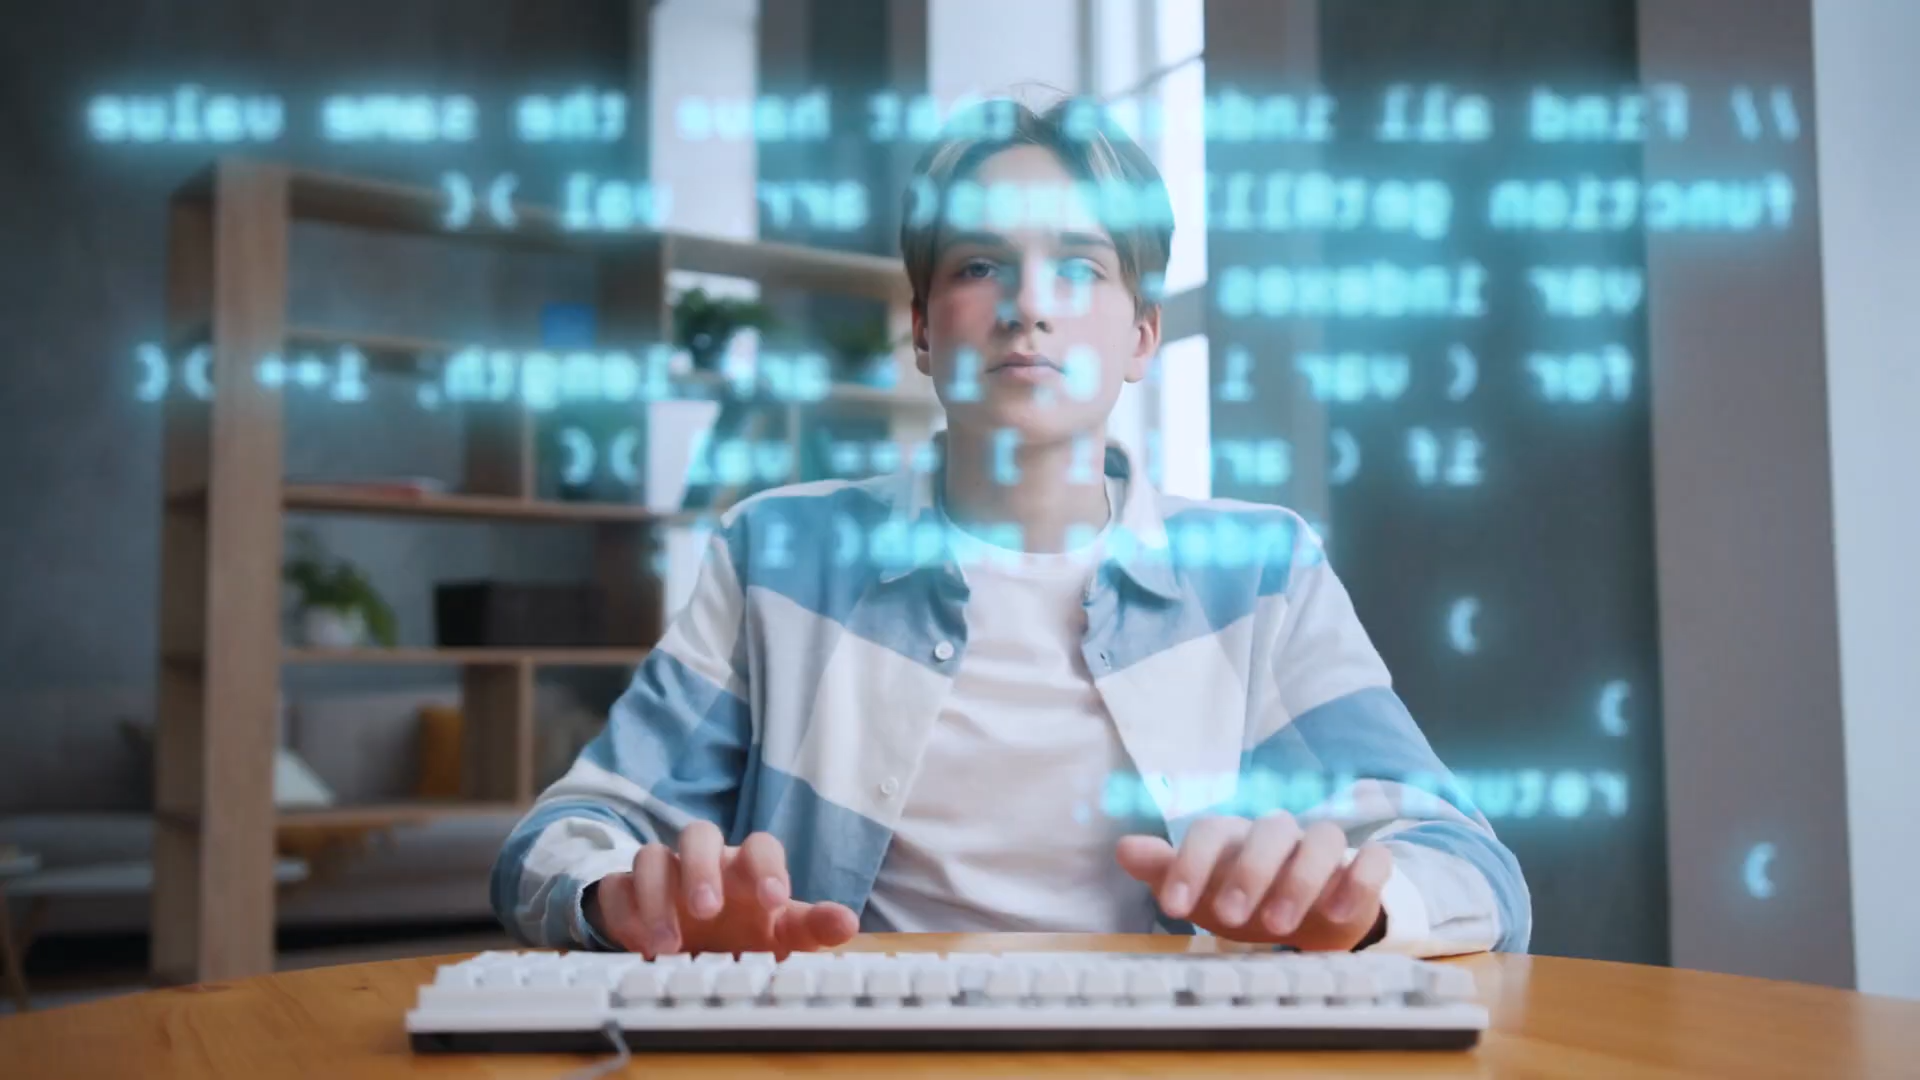 // Find all indexes that have the same value
function getAllIndexes( arr, val ){
var indexes = [];
for ( var i = 0; i < arr.length; i++ ){
if ( arr[ i ] === val ){
indexes.push( i );
}
}
return indexes;
}